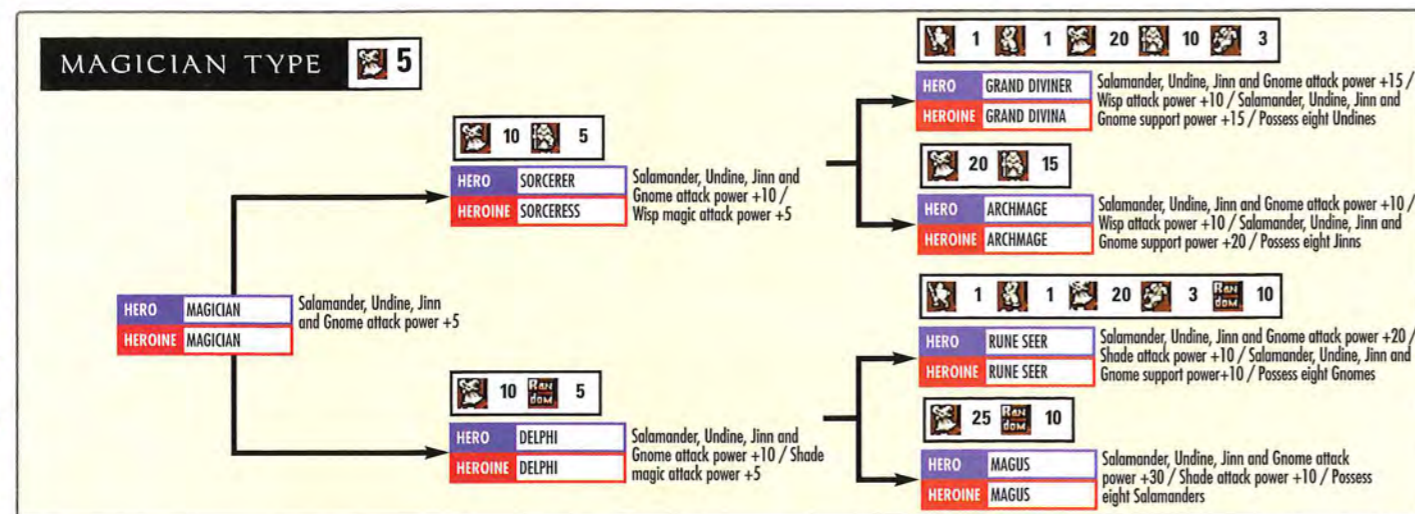 MAGICIAN TYPE 5
HERO MAGICIAN
HEROINE MAGICIAN
Salamander, Undine, Jinn
and Gnome attack power +5
10 5
HERO SORCERER
HEROINE SORCERESS
Salamander, Undine, Jinn and
Gnome attack power +10 /
Wisp magic attack power +5
1 1 20 10 3
HERO GRAND DIVINER
HEROINE GRAND DIVINA
Salamander, Undine, Jinn and Gnome attack power +15 /
Wisp attack power +10 / Salamander, Undine, Jinn and
Gnome support power +15 / Possess eight Undines
20 15
HERO ARCHMAGE
HEROINE ARCHMAGE
Salamander, Undine, Jinn and Gnome attack power +10 /
Wisp attack power +10 / Salamander, Undine, Jinn and
Gnome support power +20 / Possess eight Jinns
10 RANDOM 5
HERO DELPHI
HEROINE DELPHI
Salamander, Undine, Jinn and
Gnome attack power +10 / Shade
magic attack power +5
1 1 20 3 RANDOM 10
HERO RUNE SEER
HEROINE RUNE SEER
Salamander, Undine, Jinn and Gnome attack power +20 /
Shade attack power +10 / Salamander, Undine, Jinn and
Gnome support power+10 / Possess eight Gnomes
25 RANDOM 10
HERO MAGUS
HEROINE MAGUS
Salamander, Undine, Jinn and Gnome attack
power +30 / Shade attack power +10 / Possess
eight Salamanders